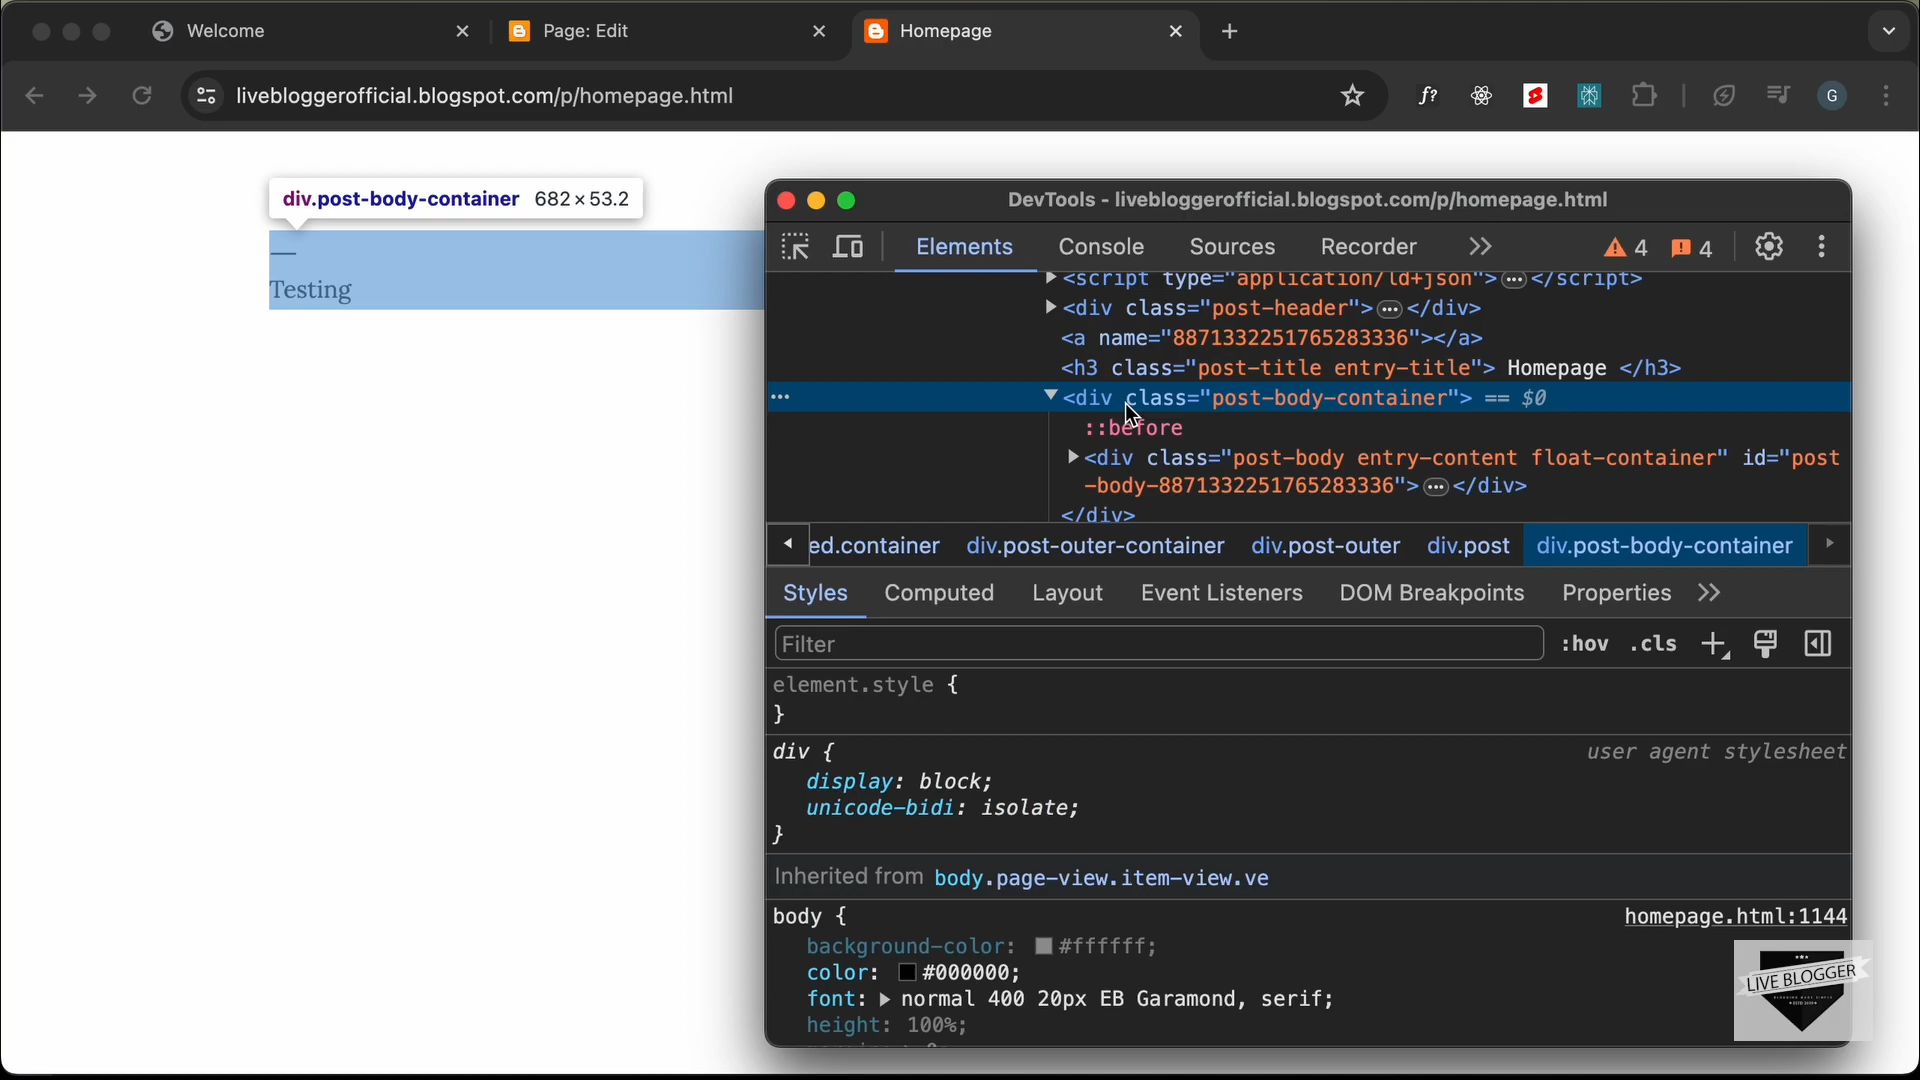 Welcome
Page: Edit
Homepage
livebloggerofficial.blogspot.com/p/homepage.html
f?
G
div.post-body-container 682 × 53.2
—
Testing
DevTools - livebloggerofficial.blogspot.com/p/homepage.html
Elements Console Sources Recorder 4 4
<script type="application/ld+json">…</script>
<div class="post-header">…</div>
<a name="8871332251765283336"></a>
<h3 class="post-title entry-title"> Homepage </h3>
<div class="post-body-container"> == $0
::before
<div class="post-body entry-content float-container" id="post
-body-8871332251765283336">…</div>
</div>
ed.container div.post-outer-container div.post-outer div.post div.post-body-container
Styles Computed Layout Event Listeners DOM Breakpoints Properties
Filter :hov .cls
element.style {
}
div { user agent stylesheet
display: block;
unicode-bidi: isolate;
}
Inherited from body.page-view.item-view.ve
body { homepage.html:1144
background-color: #ffffff;
color: #000000;
font: normal 400 20px EB Garamond, serif;
height: 100%;
LIVE BLOGGER